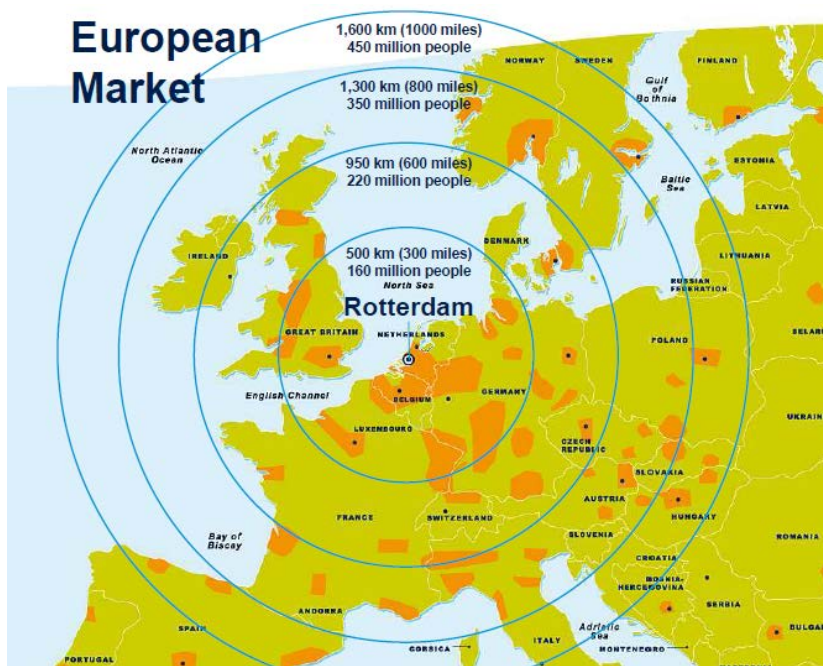 European
Market
1,600 km (1000 miles)
450 million people
1,300 km (800 miles)
350 million people
950 km (600 miles)
220 million people
500 km (300 miles)
160 million people
North Sea
Rotterdam
NORWAY
SWEDEN
FINLAND
Gulf
of
Bothnia
North Atlantic
Ocean
ESTONIA
Baltic
Sea
LATVIA
LITHUANIA
RUSSIAN
FEDERATION
DENMARK
IRELAND
GREAT BRITAIN
NETHERLANDS
POLAND
BELARU
English Channel
BELGIUM
GERMANY
LUXEMBOURG
CZECH
REPUBLIC
UKRAIN
SLOVAKIA
AUSTRIA
HUNGARY
FRANCE
SWITZERLAND
Bay of
Biscay
SLOVENIA
ROMANIA
CROATIA
BOSNIA-
HERCEGOVINA
SERBIA
ANDORRA
SPAIN
PORTUGAL
CORSICA
ITALY
Adriatic
Sea
MONTENEGRO
BULGAR